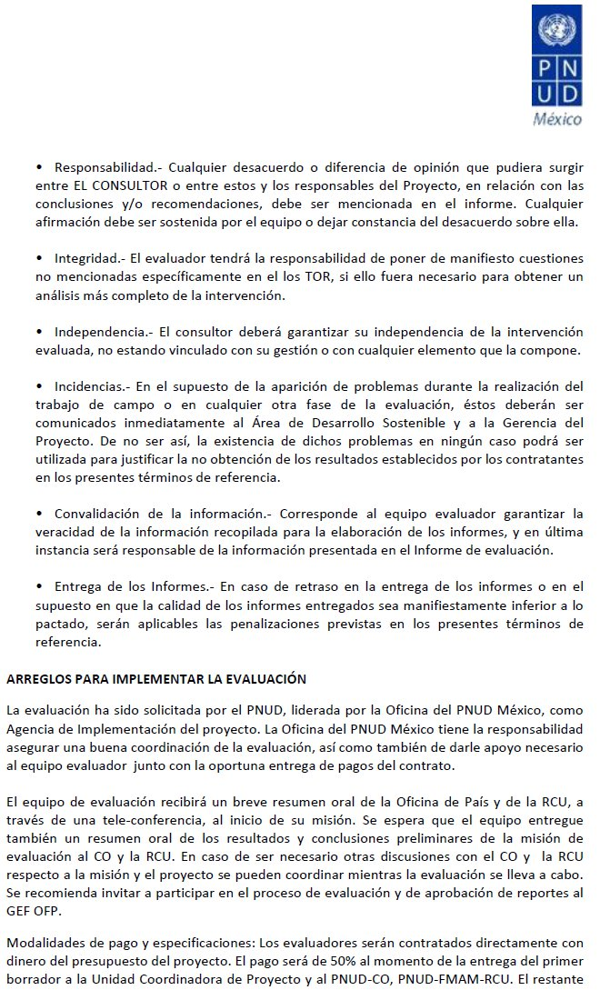 P N
U D
México
• Responsabilidad.- Cualquier desacuerdo o diferencia de opinión que pudiera surgir
entre EL CONSULTOR o entre estos y los responsables del Proyecto, en relación con las
conclusiones y/o recomendaciones, debe ser mencionada en el informe. Cualquier
afirmación debe ser sostenida por el equipo o dejar constancia del desacuerdo sobre ella.
• Integridad.- El evaluador tendrá la responsabilidad de poner de manifiesto cuestiones
no mencionadas específicamente en el los TOR, si ello fuera necesario para obtener un
análisis más completo de la intervención.
• Independencia.- El consultor deberá garantizar su independencia de la intervención
evaluada, no estando vinculado con su gestión o con cualquier elemento que la compone.
• Incidencias.- En el supuesto de la aparición de problemas durante la realización del
trabajo de campo o en cualquier otra fase de la evaluación, éstos deberán ser
comunicados inmediatamente al Área de Desarrollo Sostenible y a la Gerencia del
Proyecto. De no ser así, la existencia de dichos problemas en ningún caso podrá ser
utilizada para justificar la no obtención de los resultados establecidos por los contratantes
en los presentes términos de referencia.
• Convalidación de la información.- Corresponde al equipo evaluador garantizar la
veracidad de la información recopilada para la elaboración de los informes, y en última
instancia será responsable de la información presentada en el Informe de evaluación.
• Entrega de los Informes.- En caso de retraso en la entrega de los informes o en el
supuesto en que la calidad de los informes entregados sea manifiestamente inferior a lo
pactado, serán aplicables las penalizaciones previstas en los presentes términos de
referencia.
ARREGLOS PARA IMPLEMENTAR LA EVALUACIÓN
La evaluación ha sido solicitada por el PNUD, liderada por la Oficina del PNUD México, como
Agencia de Implementación del proyecto. La Oficina del PNUD México tiene la responsabilidad
asegurar una buena coordinación de la evaluación, así como también de darle apoyo necesario
al equipo evaluador junto con la oportuna entrega de pagos del contrato.
El equipo de evaluación recibirá un breve resumen oral de la Oficina de País y de la RCU, a
través de una tele-conferencia, al inicio de su misión. Se espera que el equipo entregue
también un resumen oral de los resultados y conclusiones preliminares de la misión de
evaluación al CO y la RCU. En caso de ser necesario otras discusiones con el CO y la RCU
respecto a la misión y el proyecto se pueden coordinar mientras la evaluación se lleva a cabo.
Se recomienda invitar a participar en el proceso de evaluación y de aprobación de reportes al
GEF OFP.
Modalidades de pago y especificaciones: Los evaluadores serán contratados directamente con
dinero del presupuesto del proyecto. El pago será de 50% al momento de la entrega del primer
borrador a la Unidad Coordinadora de Proyecto y al PNUD-CO, PNUD-FMAM-RCU. El restante